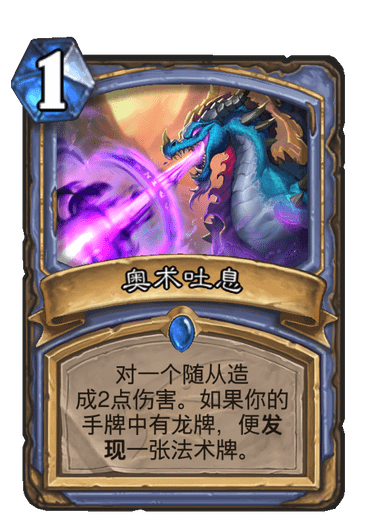 1
奥术吐息
对一个随从造
成2点伤害。如果你的
手牌中有龙牌，便发
现一张法术牌。